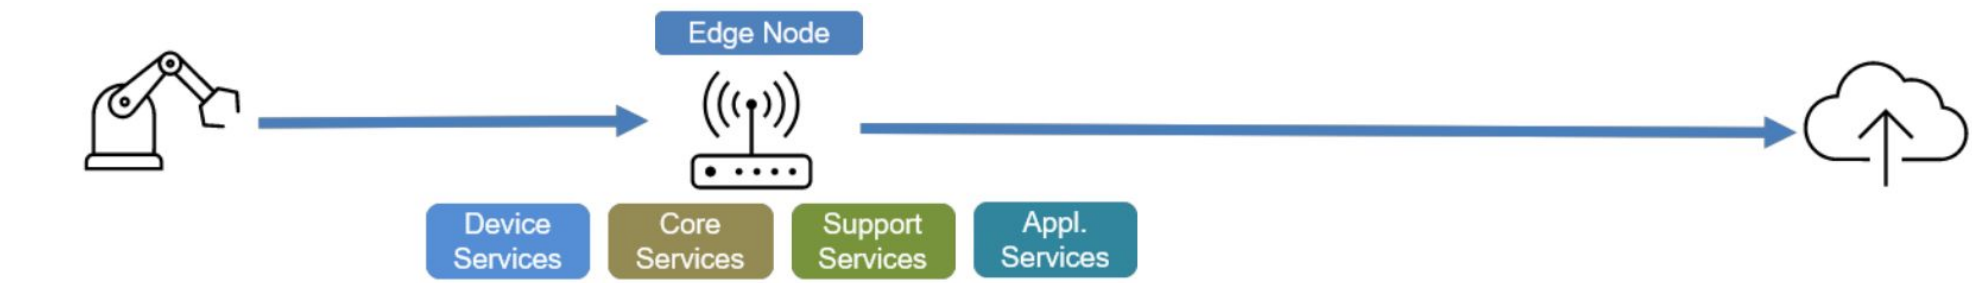 Edge Node
Device
Services
Core
Services
Support
Services
Appl.
Services